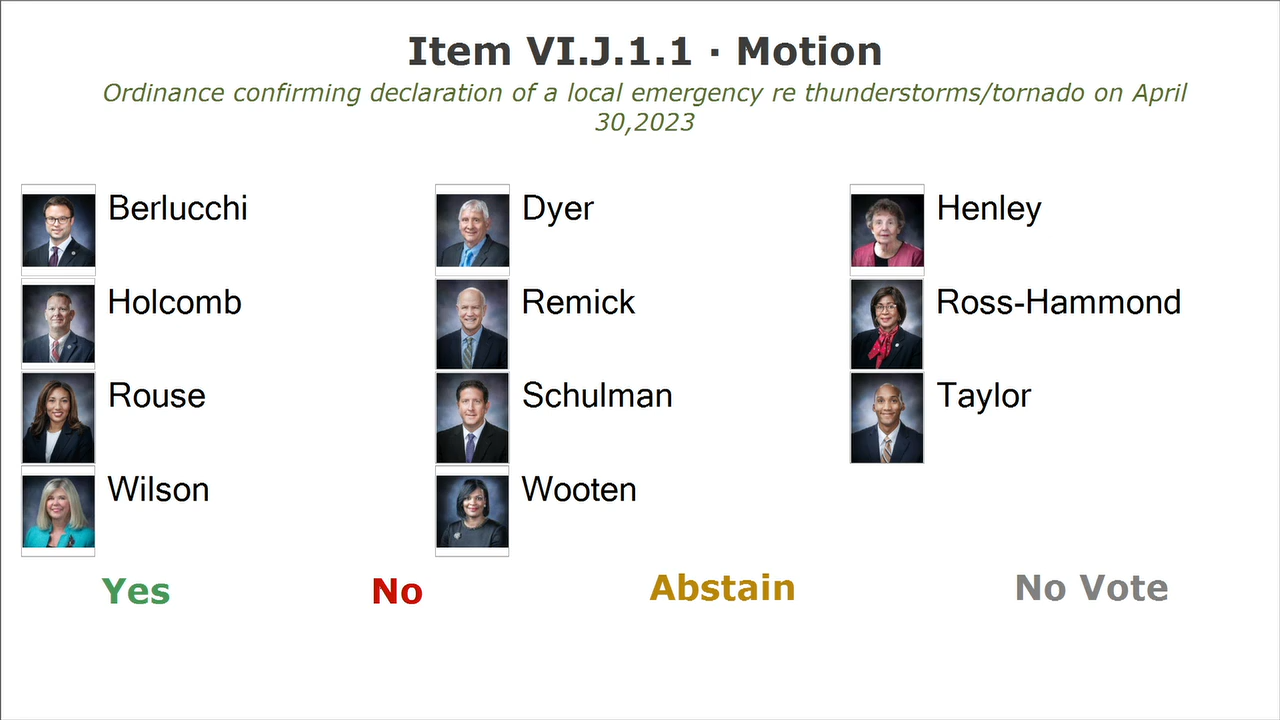 Item VI.J.1.1 · Motion
Ordinance confirming declaration of a local emergency re thunderstorms/tornado on April
30,2023
Berlucchi
Dyer
Henley
Holcomb
Remick
Ross-Hammond
Rouse
Schulman
Taylor
Wilson
Wooten
Yes
No
Abstain
No Vote